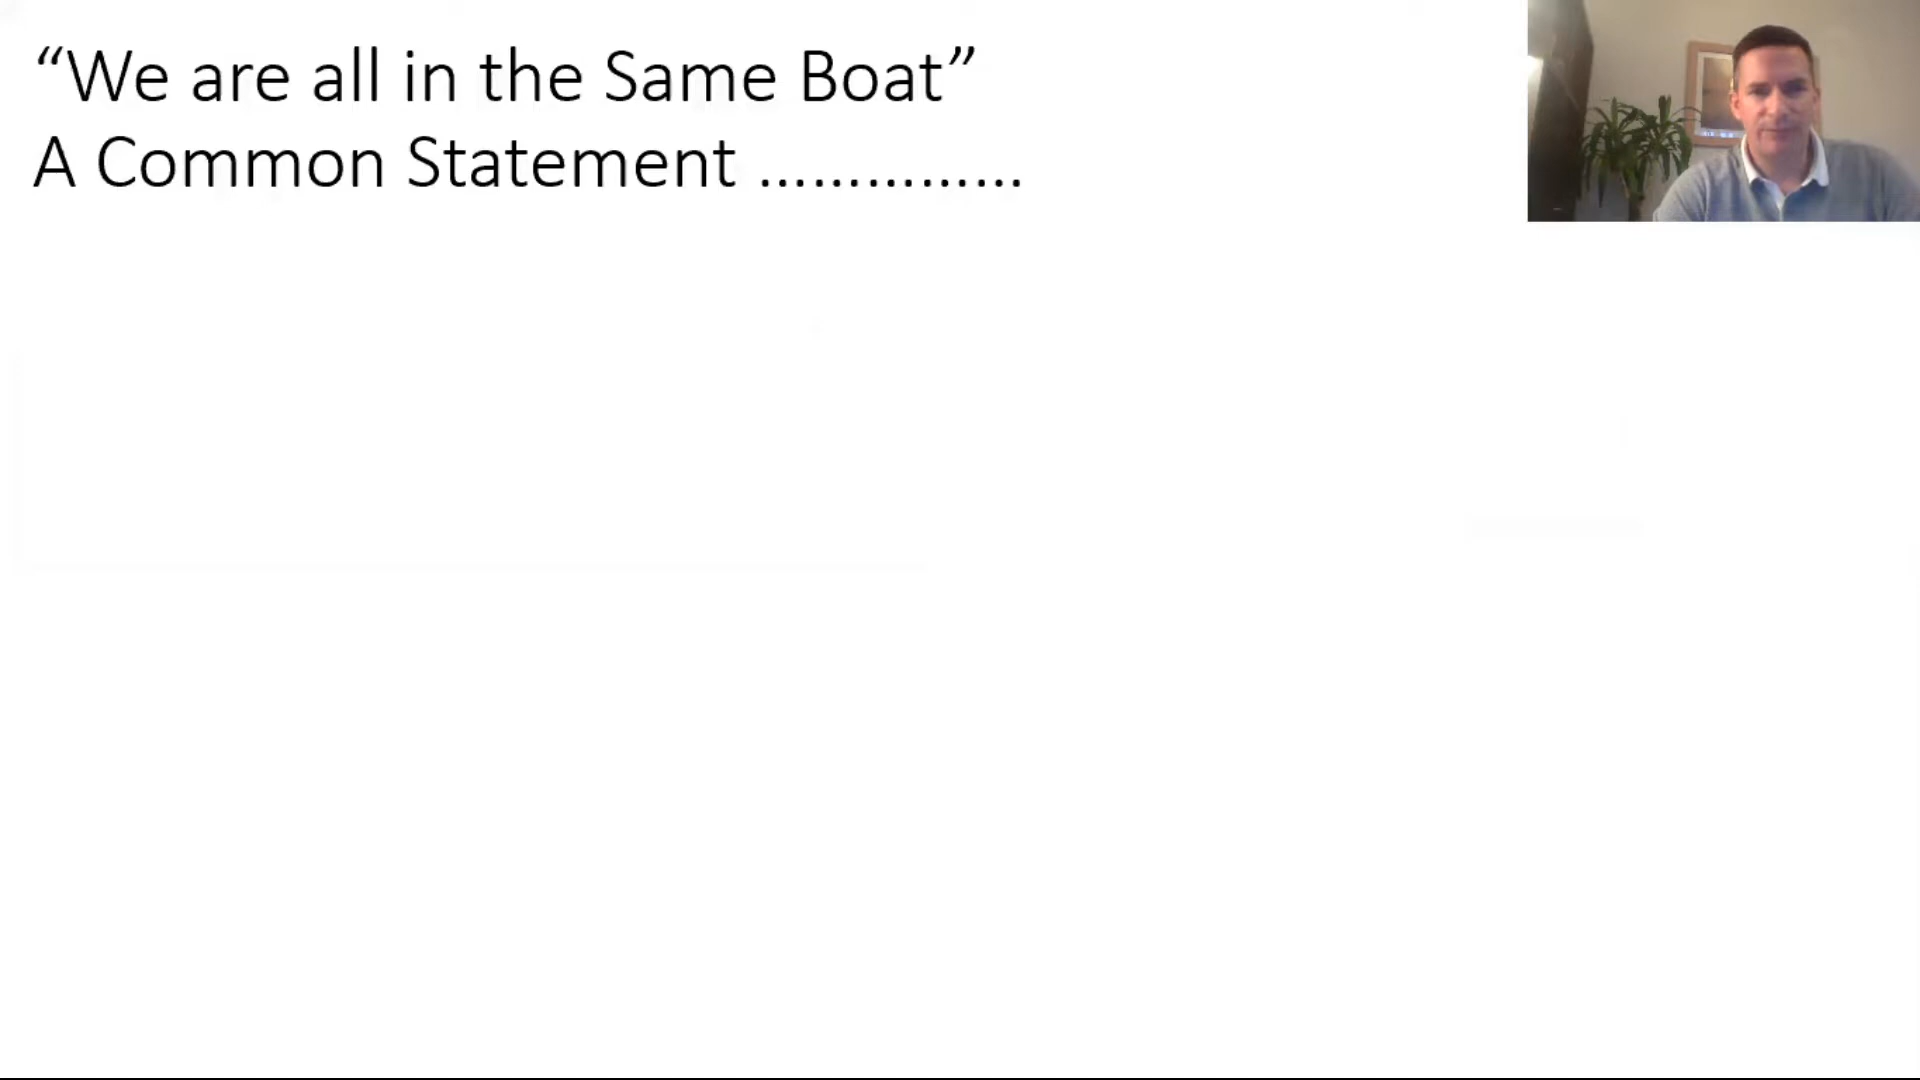 “We are all in the Same Boat”
A Common Statement ……………